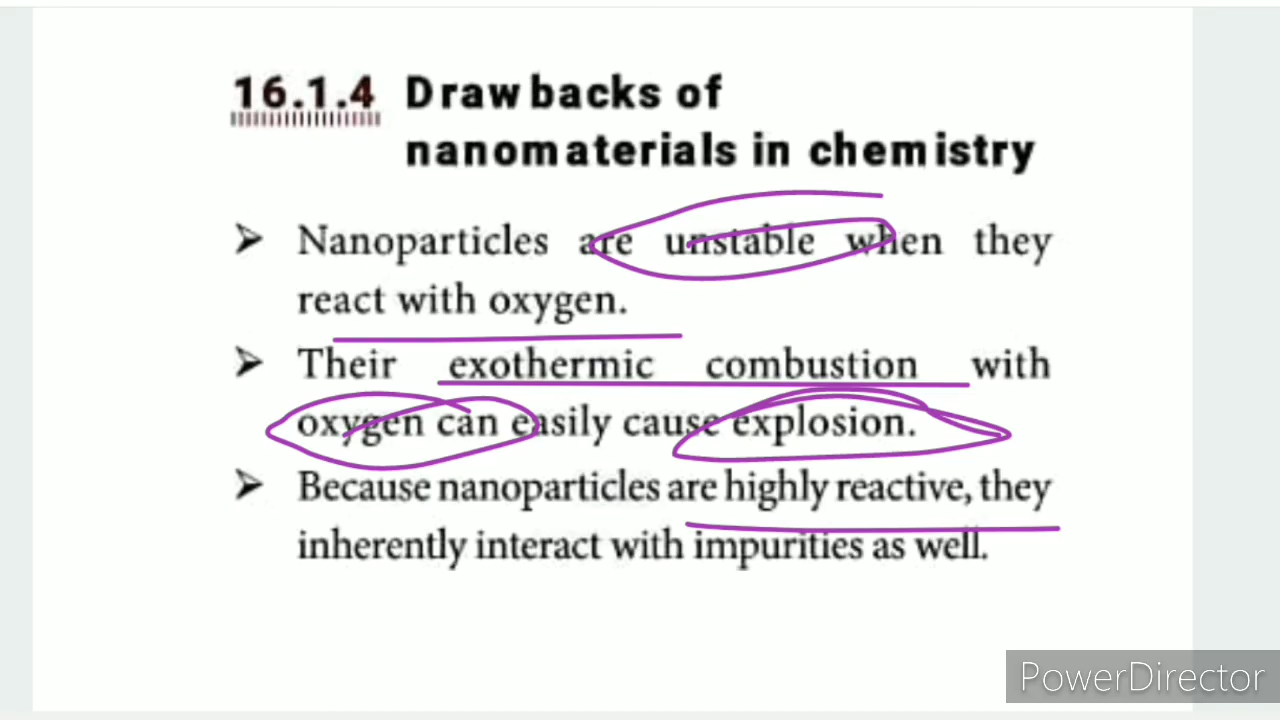 16.1.4 Drawbacks of
nanomaterials in chemistry
➤ Nanoparticles are unstable when they
react with oxygen.
➤ Their exothermic combustion with
oxygen can easily cause explosion.
➤ Because nanoparticles are highly reactive, they
inherently interact with impurities as well.
PowerDirector